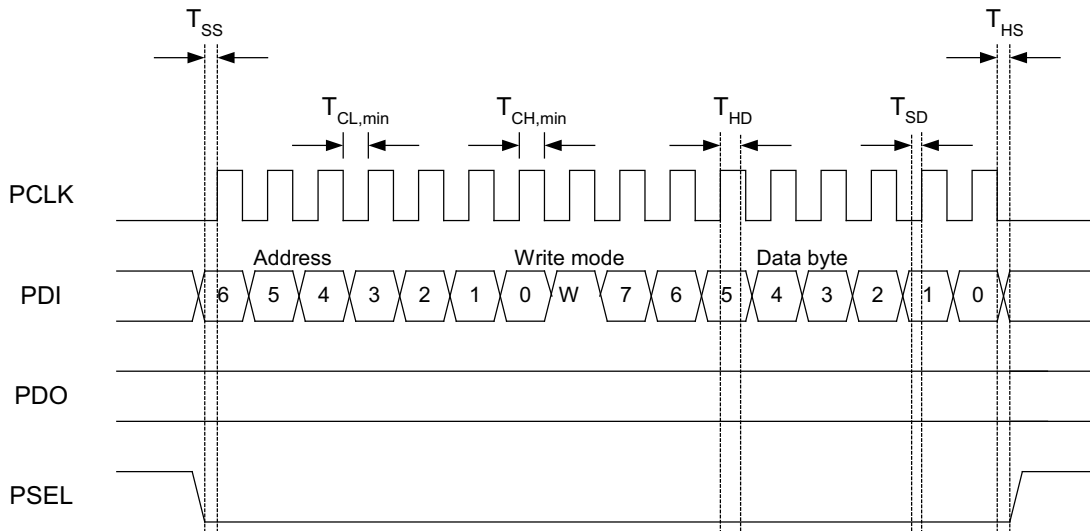 TSS THS
TCL,min TCH,min THD TSD
PCLK
Address Write mode Data byte
PDI 6 5 4 3 2 1 0 W 7 6 5 4 3 2 1 0
PDO
PSEL